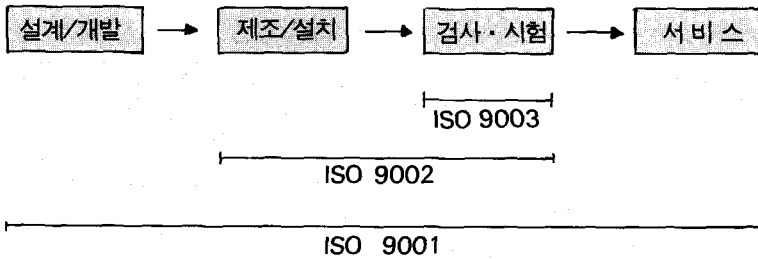 설계/개발 → 제조/설치 → 검사 · 시험 → 서 비 스
ISO 9003
ISO 9002
ISO 9001